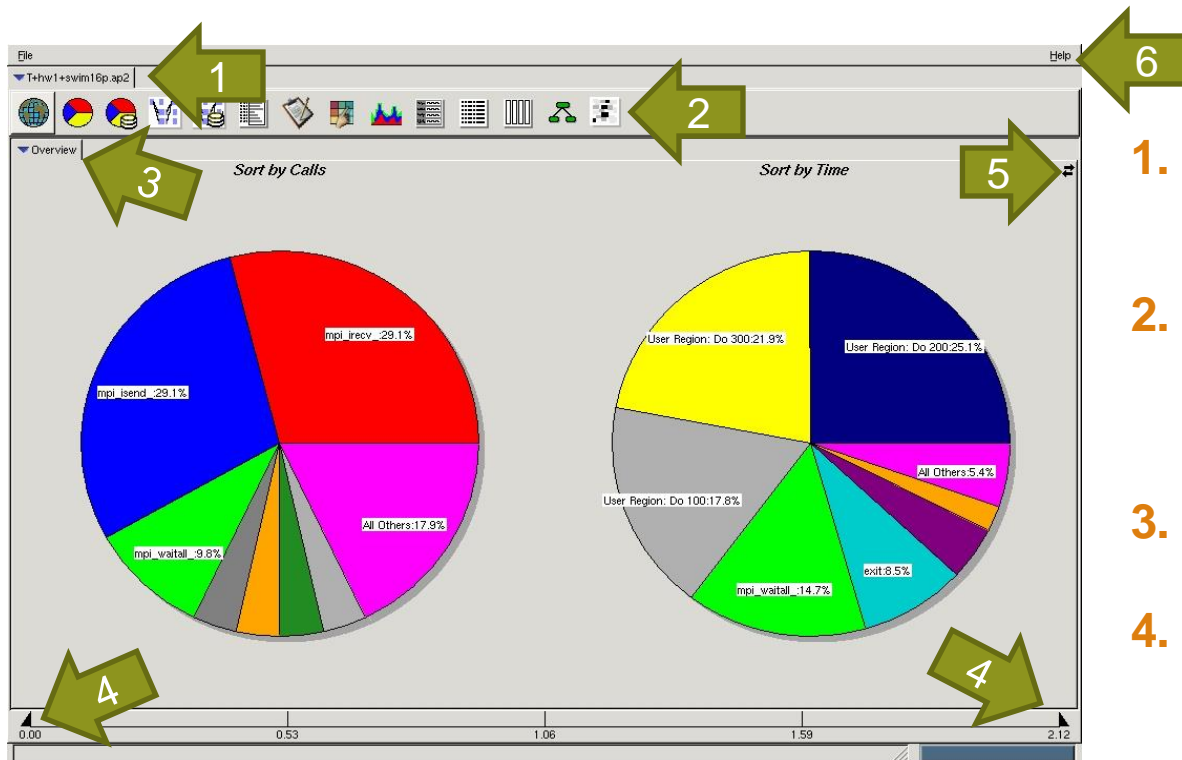 File
Help
6
T+hw1+swim16p.ap2
1
2
Overview
3
Sort by Calls
Sort by Time
5
1.
mpi_irecv_:29.1%
mpi_isend_:29.1%
mpi_waitall_:9.8%
All Others:17.9%
User Region: Do 300:21.9%
User Region: Do 200:25.1%
User Region: Do 100:17.8%
All Others:5.4%
exit:8.5%
mpi_waitall_:14.7%
2.
3.
4.
4
4
0.00
0.53
1.06
1.59
2.12